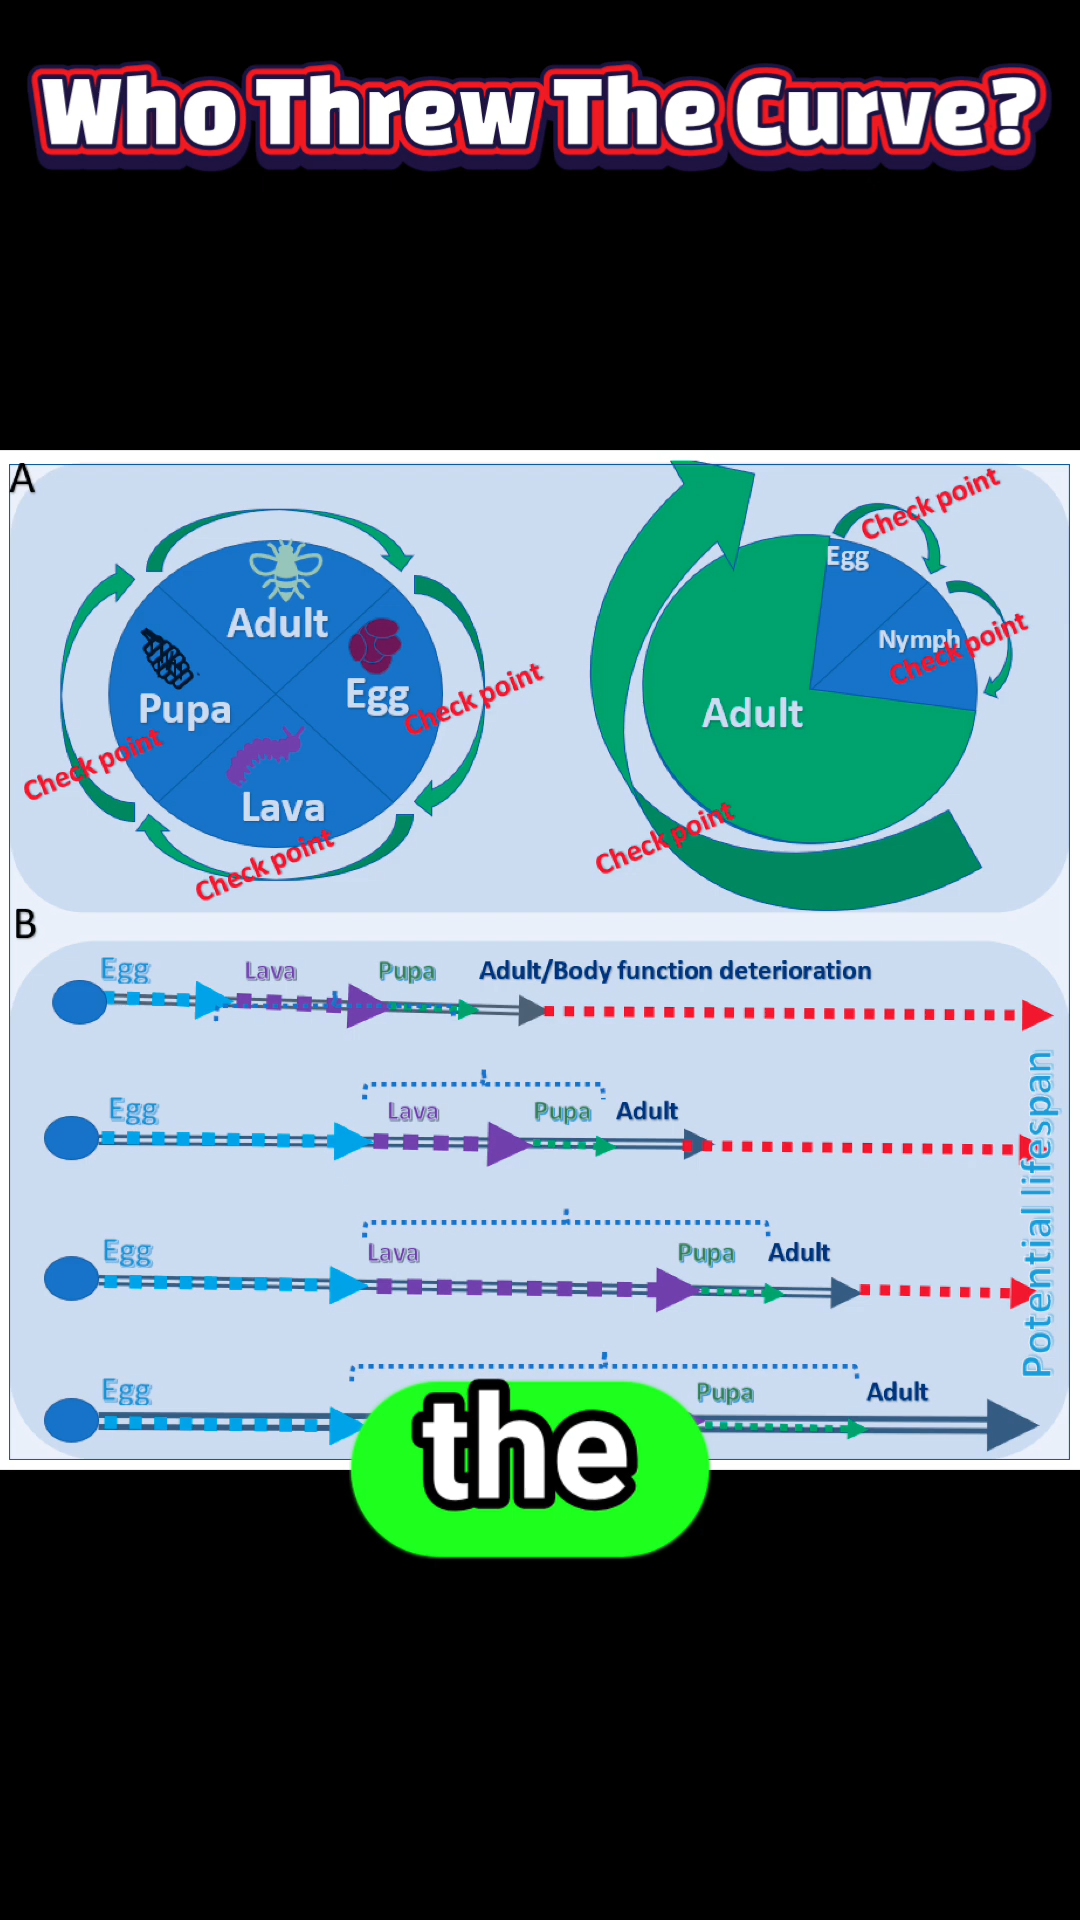 Who Threw The Curve?
A
Adult
Egg
Pupa
Lava
Check point
Check point
Check point
Egg
Nymph
Adult
Check point
Check point
Check point
B
Egg
Lava
Pupa
Adult/Body function deterioration
Egg
Lava
Pupa
Adult
Egg
Lava
Pupa
Adult
Egg
Pupa
Adult
Potential lifespan
the